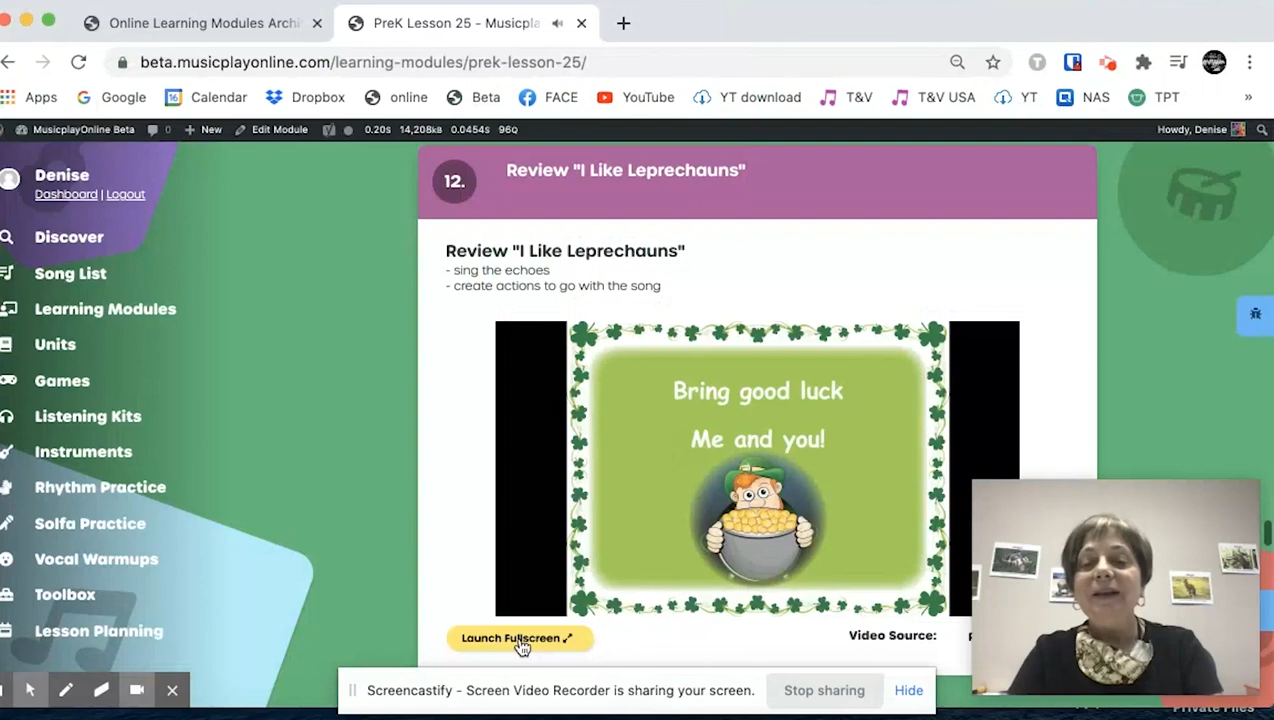 Online Learning Modules Archi
PreK Lesson 25 - Musicpla
beta.musicplayonline.com/learning-modules/prek-lesson-25/
Apps
Google
Calendar
Dropbox
online
Beta
FACE
YouTube
YT download
T&V
T&V USA
YT
NAS
TPT
»
MusicplayOnline Beta
0
New
Edit Module
0.20s 14,208kB 0.0454s 96Q
Howdy, Denise
Denise
Dashboard | Logout
Discover
Song List
Learning Modules
Units
Games
Listening Kits
Instruments
Rhythm Practice
Solfa Practice
Vocal Warmups
Toolbox
Lesson Planning
12.
Review "I Like Leprechauns"
Review "I Like Leprechauns"
- sing the echoes
- create actions to go with the song
Bring good luck
Me and you!
Launch Fullscreen
Video Source:
Screencastify - Screen Video Recorder is sharing your screen.
Stop sharing
Hide
Private Files